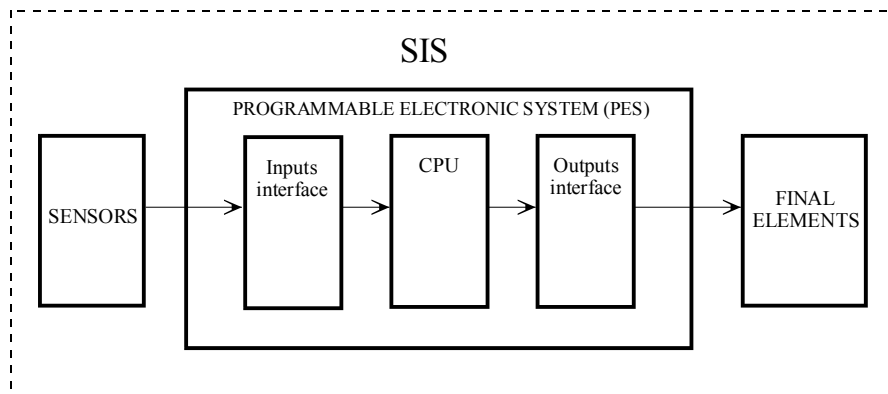 SIS
PROGRAMMABLE ELECTRONIC SYSTEM (PES)
SENSORS
Inputs
interface
CPU
Outputs
interface
FINAL
ELEMENTS